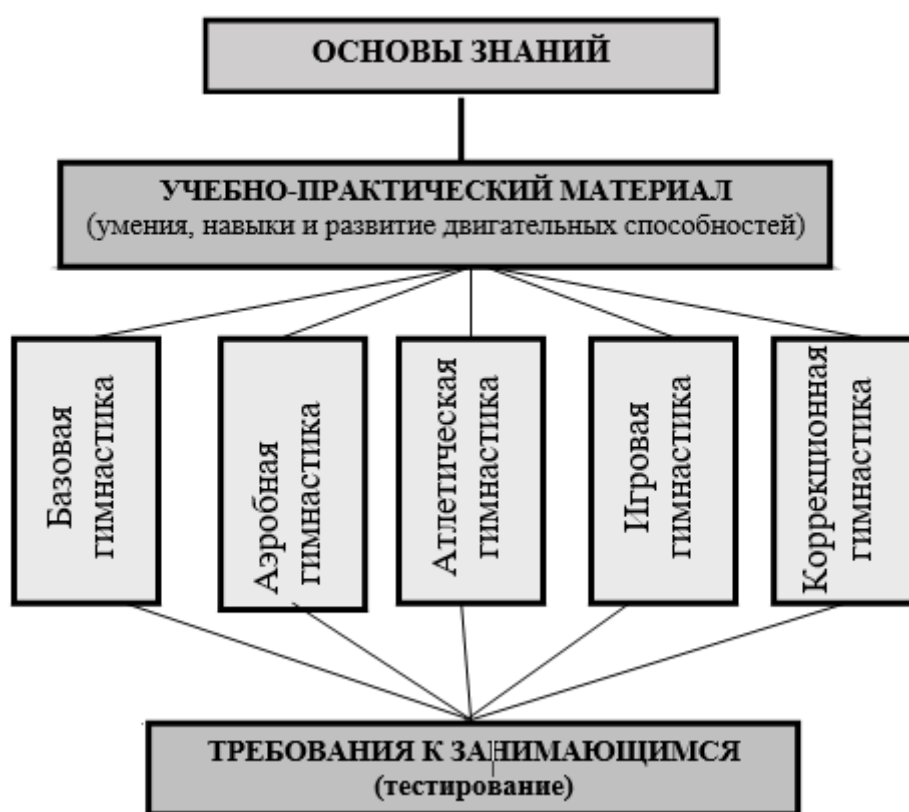 ОСНОВЫ ЗНАНИЙ
УЧЕБНО-ПРАКТИЧЕСКИЙ МАТЕРИАЛ
(умения, навыки и развитие двигательных способностей)
Базовая
гимнастика
Аэробная
гимнастика
Атлетическая
гимнастика
Игровая
гимнастика
Коррекционная
гимнастика
ТРЕБОВАНИЯ К ЗАНИМАЮЩИМСЯ
(тестирование)